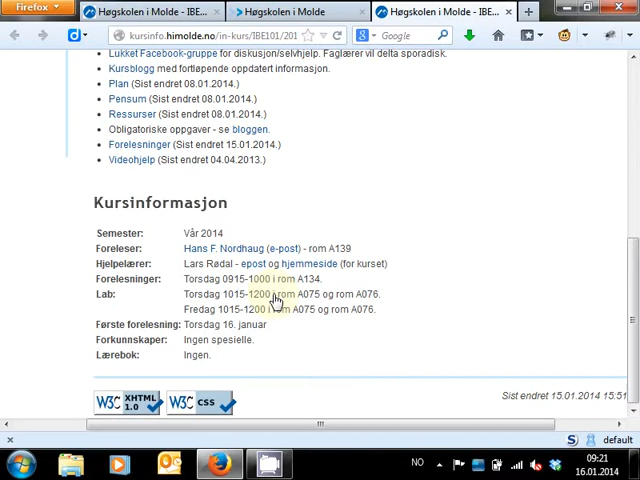 Firefox
Høgskolen i Molde - IBE...
Høgskolen i Molde
Høgskolen i Molde - IBE1...
kursinfo.himolde.no/in-kurs/IBE101/201
Google
Lukket Facebook-gruppe for diskusjon/selvhjelp. Faglærer vil delta sporadisk.
Kursblogg med fortløpende oppdatert informasjon.
Plan (Sist endret 08.01.2014.)
Pensum (Sist endret 08.01.2014.)
Ressurser (Sist endret 08.01.2014.)
Obligatoriske oppgaver - se bloggen.
Forelesninger (Sist endret 15.01.2014)
Videohjelp (Sist endret 04.04.2013.)
Kursinformasjon
Semester: Vår 2014
Foreleser: Hans F. Nordhaug (e-post) - rom A139
Hjelpelærer: Lars Rødal - epost og hjemmeside (for kurset)
Forelesninger: Torsdag 0915-1000 i rom A134.
Lab: Torsdag 1015-1200 i rom A075 og rom A076.
Fredag 1015-1200 i rom A075 og rom A076.
Første forelesning: Torsdag 16. januar
Forkunnskaper: Ingen spesielle.
Lærebok: Ingen.
W3C XHTML 1.0
W3C CSS
Sist endret 15.01.2014 15:51
default
NO
09:21
16.01.2014